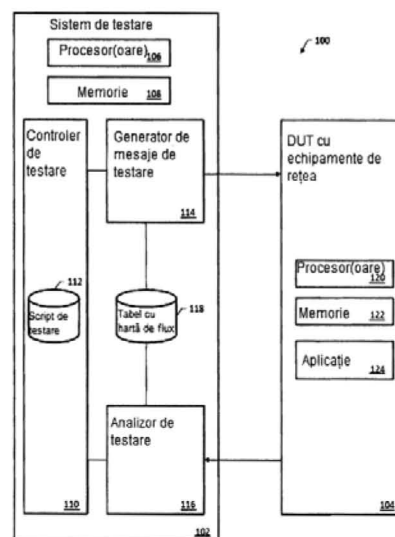 Sistem de testare
Procesor(oare) 106
Memorie 108
Controler
de
testare
112
Script de
testare
110
Generator de
mesaje de
testare
114
Tabel cu
hartă de flux
118
Analizor de
testare
116
102
100
DUT cu
echipamente de
rețea
Procesor(oare) 120
Memorie 122
Aplicație 124
104